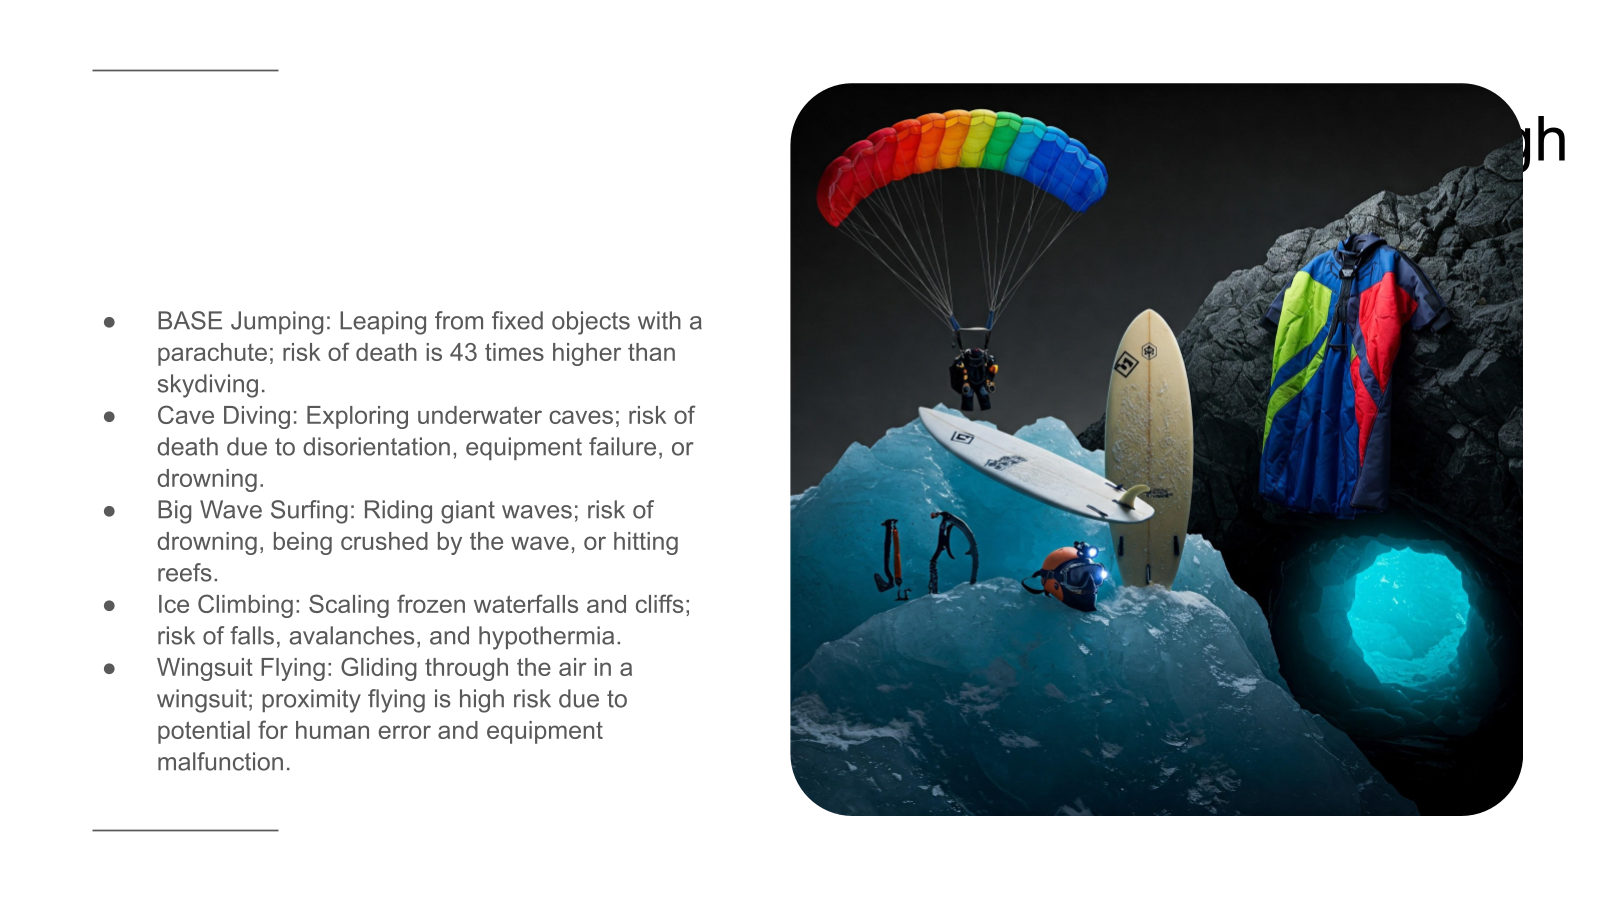 gh
● BASE Jumping: Leaping from fixed objects with a
parachute; risk of death is 43 times higher than
skydiving.
● Cave Diving: Exploring underwater caves; risk of
death due to disorientation, equipment failure, or
drowning.
● Big Wave Surfing: Riding giant waves; risk of
drowning, being crushed by the wave, or hitting
reefs.
● Ice Climbing: Scaling frozen waterfalls and cliffs;
risk of falls, avalanches, and hypothermia.
● Wingsuit Flying: Gliding through the air in a
wingsuit; proximity flying is high risk due to
potential for human error and equipment
malfunction.